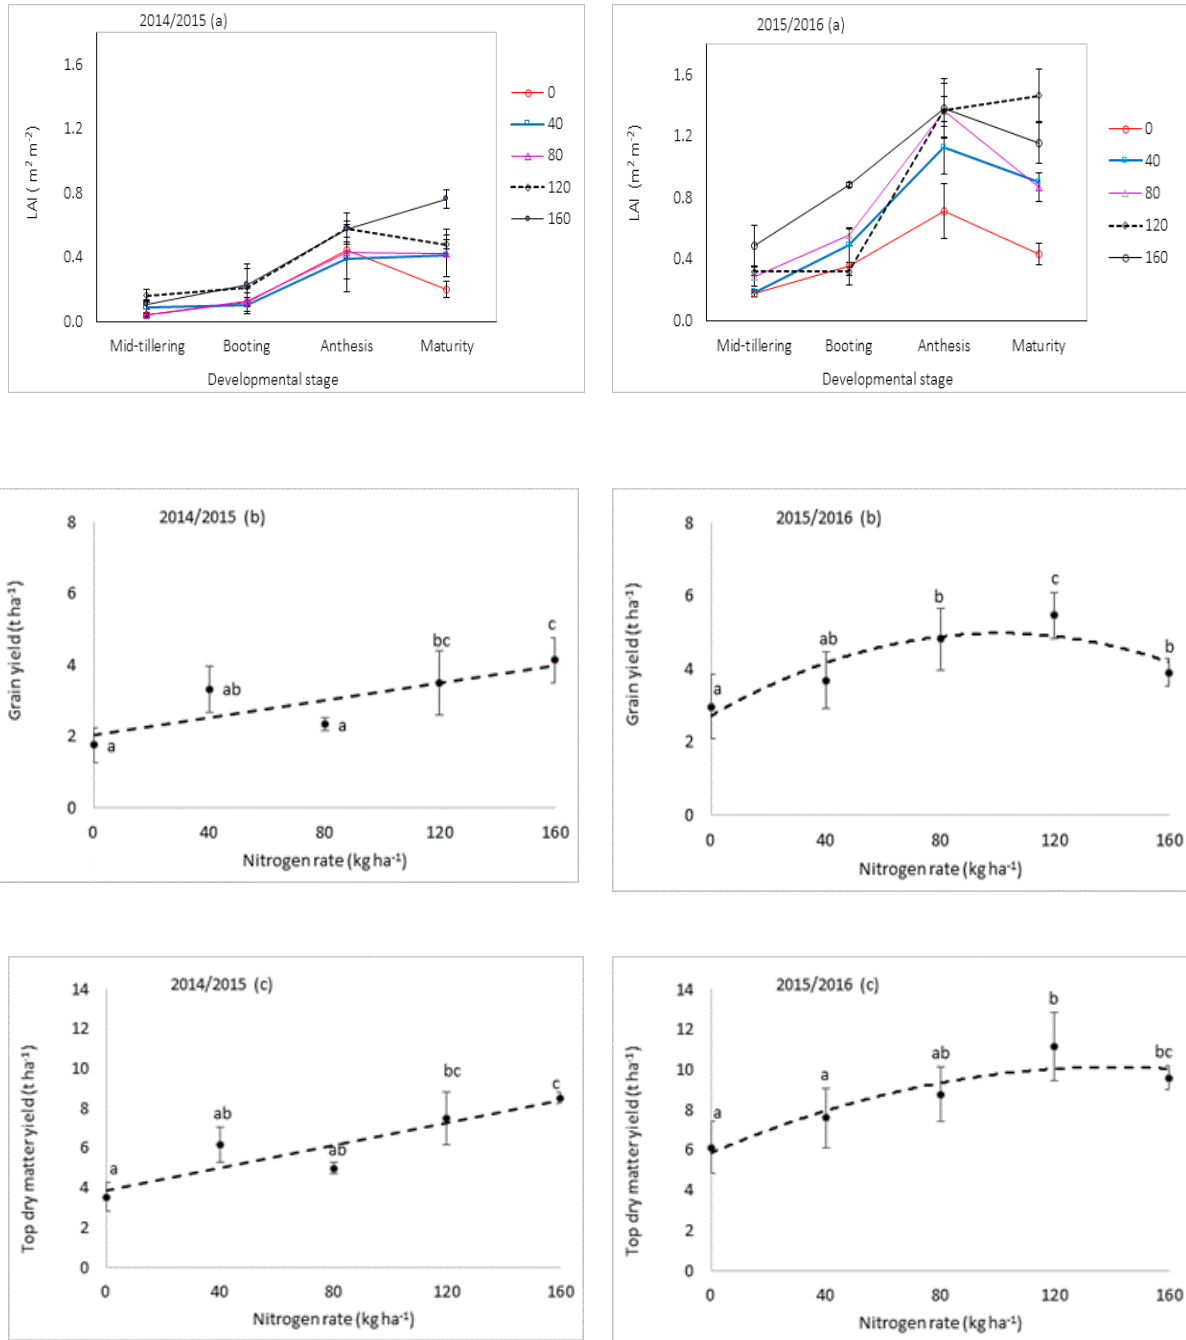 2014/2015 (a)
1.6
1.2
0.8
0.4
0.0
LAI ( m² m⁻²)
Mid-tillering Booting Anthesis Maturity
Developmental stage
0
40
80
120
160
2015/2016 (a)
1.6
1.2
0.8
0.4
0.0
LAI (m² m⁻²)
Mid-tillering Booting Anthesis Maturity
Developmental stage
0
40
80
120
160
2014/2015 (b)
8
6
4
2
0
Grain yield (t ha⁻¹)
a
ab
a
bc
c
0 40 80 120 160
Nitrogen rate (kg ha⁻¹)
2015/2016 (b)
8
6
4
2
0
Grain yield (t ha⁻¹)
a
ab
b
c
b
0 40 80 120 160
Nitrogen rate (kg ha⁻¹)
2014/2015 (c)
14
12
10
8
6
4
2
0
Top dry matter yield (t ha⁻¹)
a
ab
ab
bc
c
0 40 80 120 160
Nitrogen rate (kg ha⁻¹)
2015/2016 (c)
14
12
10
8
6
4
2
0
Top dry matter yield (t ha⁻¹)
a
a
ab
b
bc
0 40 80 120 160
Nitrogen rate (kg ha⁻¹)